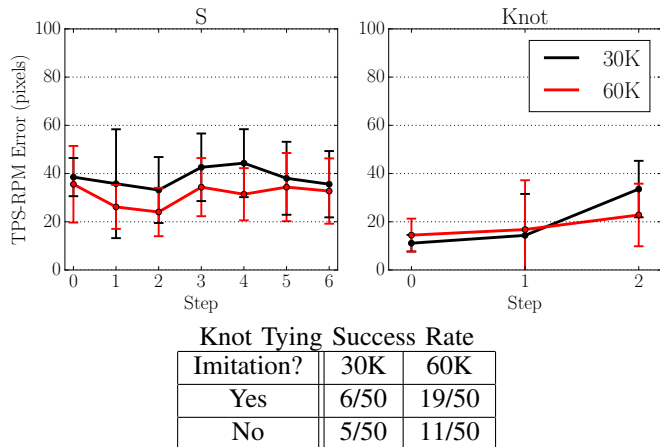 S
Knot
TPS-RPM Error (pixels)
100
80
60
40
20
0
0 1 2 3 4 5 6
Step
100
80
60
40
20
0
0 1 2
Step
30K
60K
Knot Tying Success Rate
Imitation? 30K 60K
Yes 6/50 19/50
No 5/50 11/50